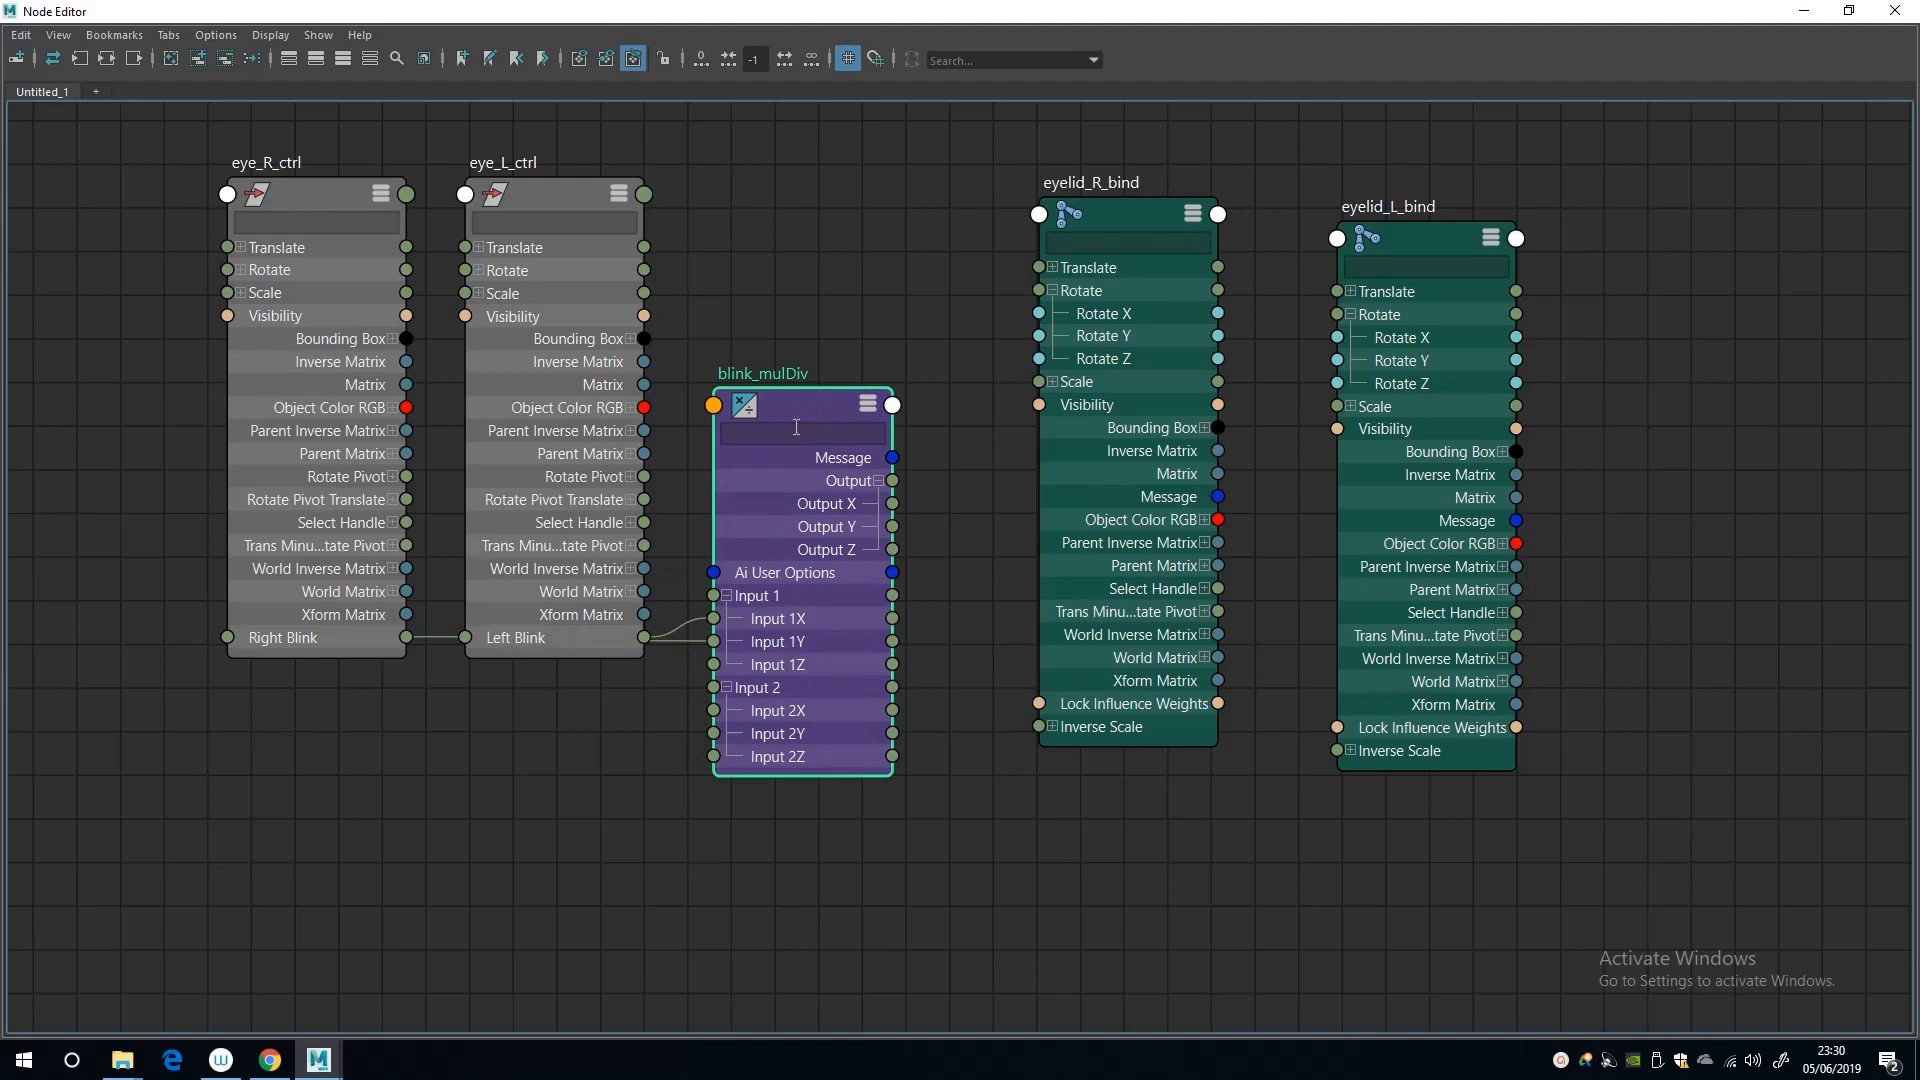 Node Editor
Edit View Bookmarks Tabs Options Display Show Help
-1
Search...
Untitled_1 +
eye_R_ctrl
Translate
Rotate
Scale
Visibility
Bounding Box
Inverse Matrix
Matrix
Object Color RGB
Parent Inverse Matrix
Parent Matrix
Rotate Pivot
Rotate Pivot Translate
Select Handle
Trans Minu...tate Pivot
World Inverse Matrix
World Matrix
Xform Matrix
Right Blink
eye_L_ctrl
Translate
Rotate
Scale
Visibility
Bounding Box
Inverse Matrix
Matrix
Object Color RGB
Parent Inverse Matrix
Parent Matrix
Rotate Pivot
Rotate Pivot Translate
Select Handle
Trans Minu...tate Pivot
World Inverse Matrix
World Matrix
Xform Matrix
Left Blink
blink_mulDiv
Message
Output
Output X
Output Y
Output Z
Ai User Options
Input 1
Input 1X
Input 1Y
Input 1Z
Input 2
Input 2X
Input 2Y
Input 2Z
eyelid_R_bind
Translate
Rotate
Rotate X
Rotate Y
Rotate Z
Scale
Visibility
Bounding Box
Inverse Matrix
Matrix
Message
Object Color RGB
Parent Inverse Matrix
Parent Matrix
Select Handle
Trans Minu...tate Pivot
World Inverse Matrix
World Matrix
Xform Matrix
Lock Influence Weights
Inverse Scale
eyelid_L_bind
Translate
Rotate
Rotate X
Rotate Y
Rotate Z
Scale
Visibility
Bounding Box
Inverse Matrix
Matrix
Message
Object Color RGB
Parent Inverse Matrix
Parent Matrix
Select Handle
Trans Minu...tate Pivot
World Inverse Matrix
World Matrix
Xform Matrix
Lock Influence Weights
Inverse Scale
Activate Windows
Go to Settings to activate Windows.
23:30
05/06/2019
2